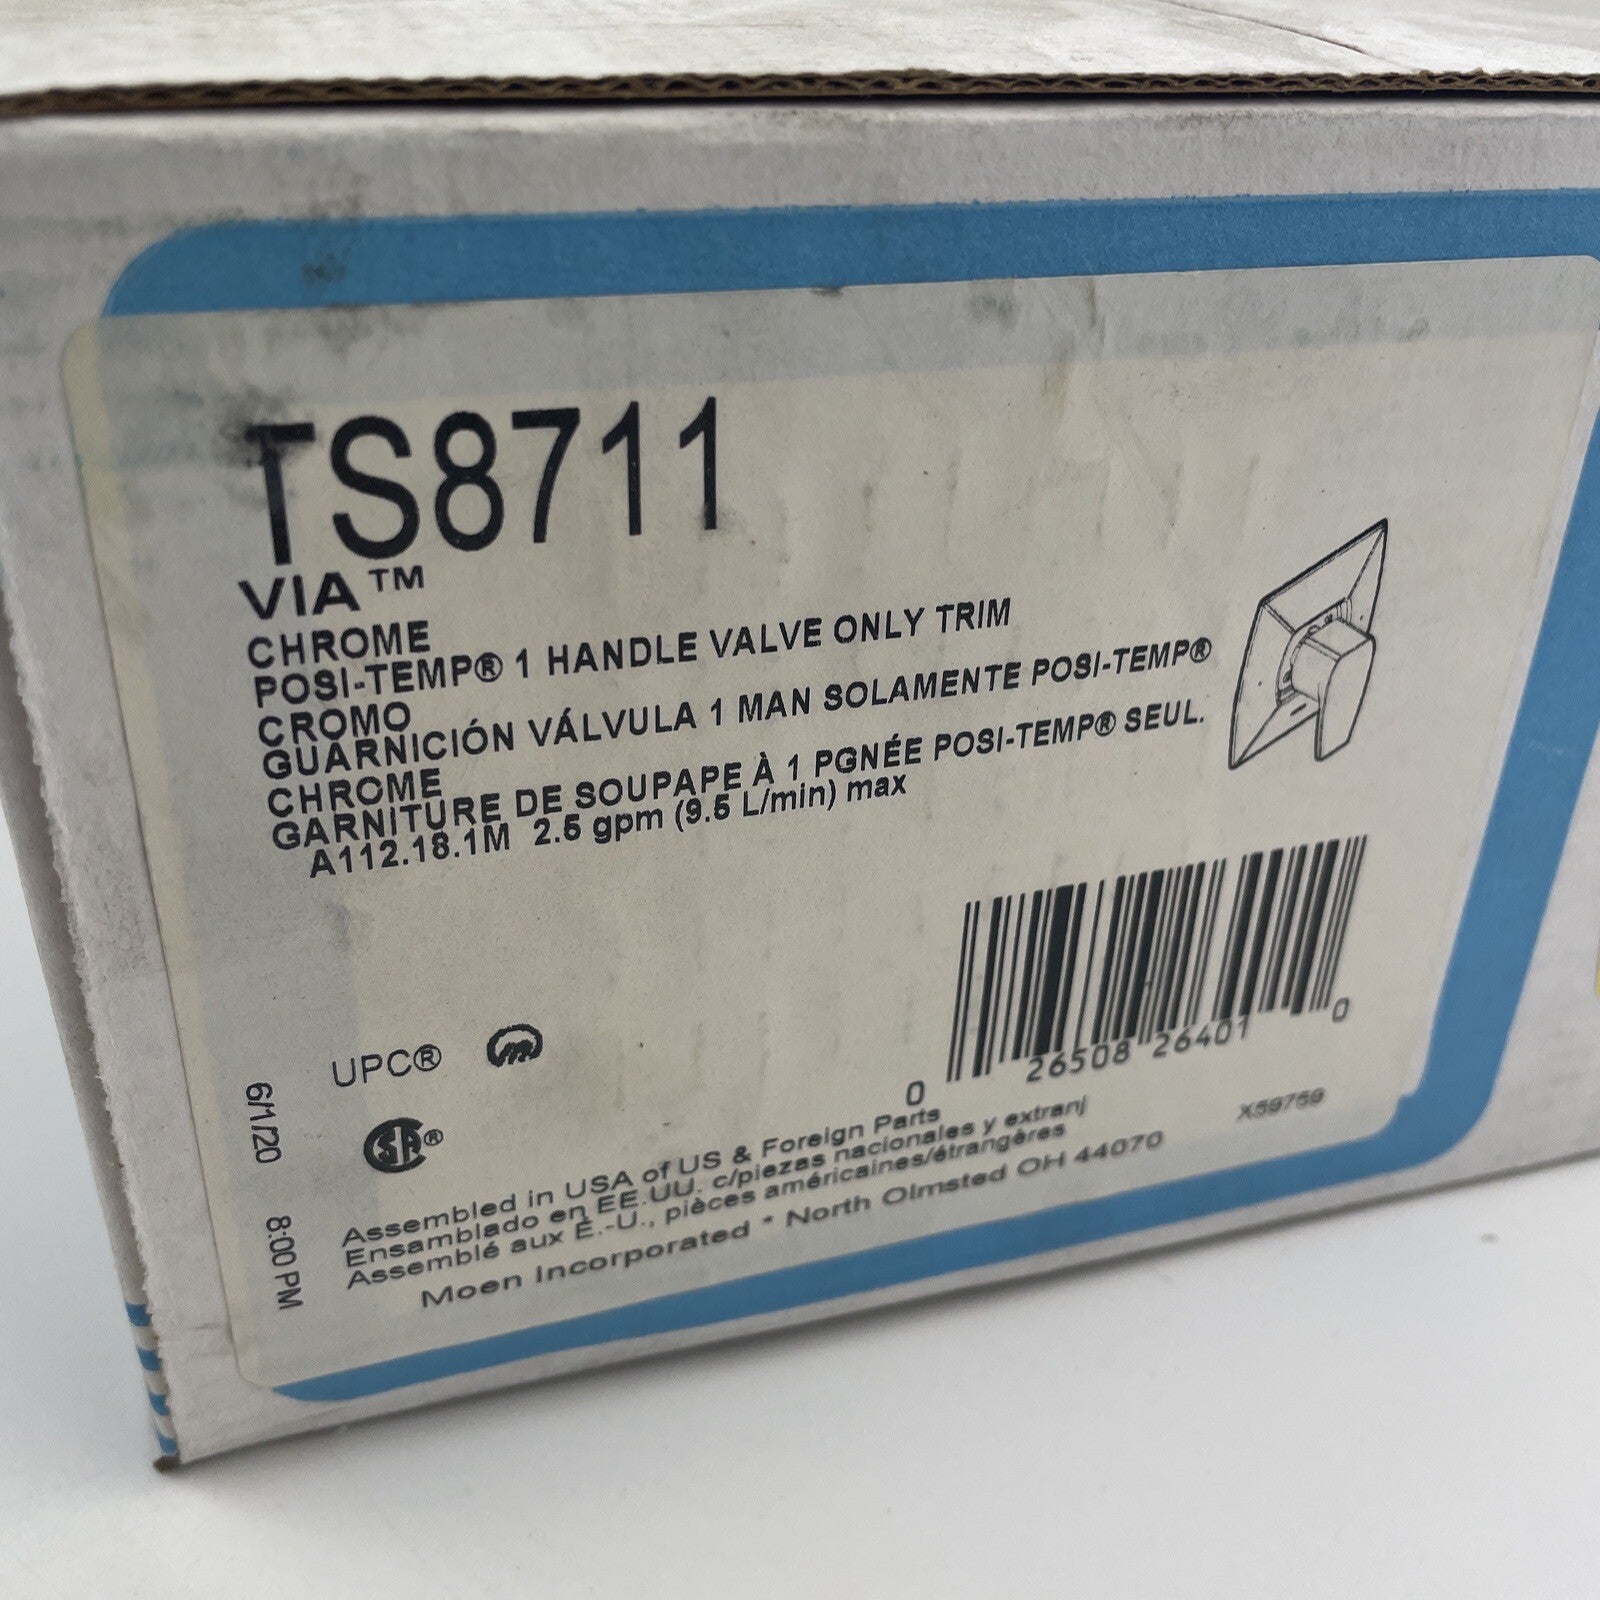 TS8711
VIA™
CHROME
POSI-TEMP® 1 HANDLE VALVE ONLY TRIM
CROMO
GUARNICIÓN VÁLVULA 1 MAN SOLAMENTE POSI-TEMP®
CHROME
GARNITURE DE SOUPAPE À 1 PGNÉE POSI-TEMP® SEUL.
A112.18.1M 2.5 gpm (9.5 L/min) max
0 26508 26401 0
UPC® m
6/1/20 8:00 PM
SA®
X59759
Assembled in USA of US & Foreign Parts
Ensamblado en EE.UU. c/piezas nacionales y extranj
Assemblé aux É.-U., pièces américaines/étrangères
Moen Incorporated * North Olmsted OH 44070